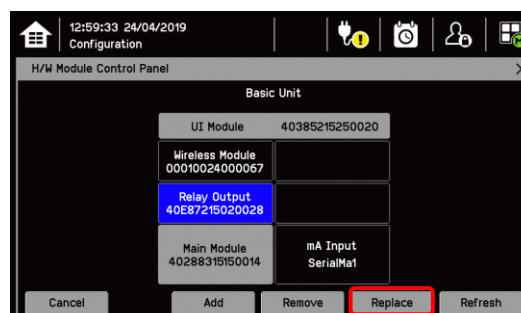 12:59:33 24/04/2019
Configuration
H/W Module Control Panel
Basic Unit
UI Module 40385215250020
Wireless Module
00010024000067
Relay Output
40E87215020028
Main Module
40288315150014
mA Input
SerialMa1
Cancel Add Remove Replace Refresh